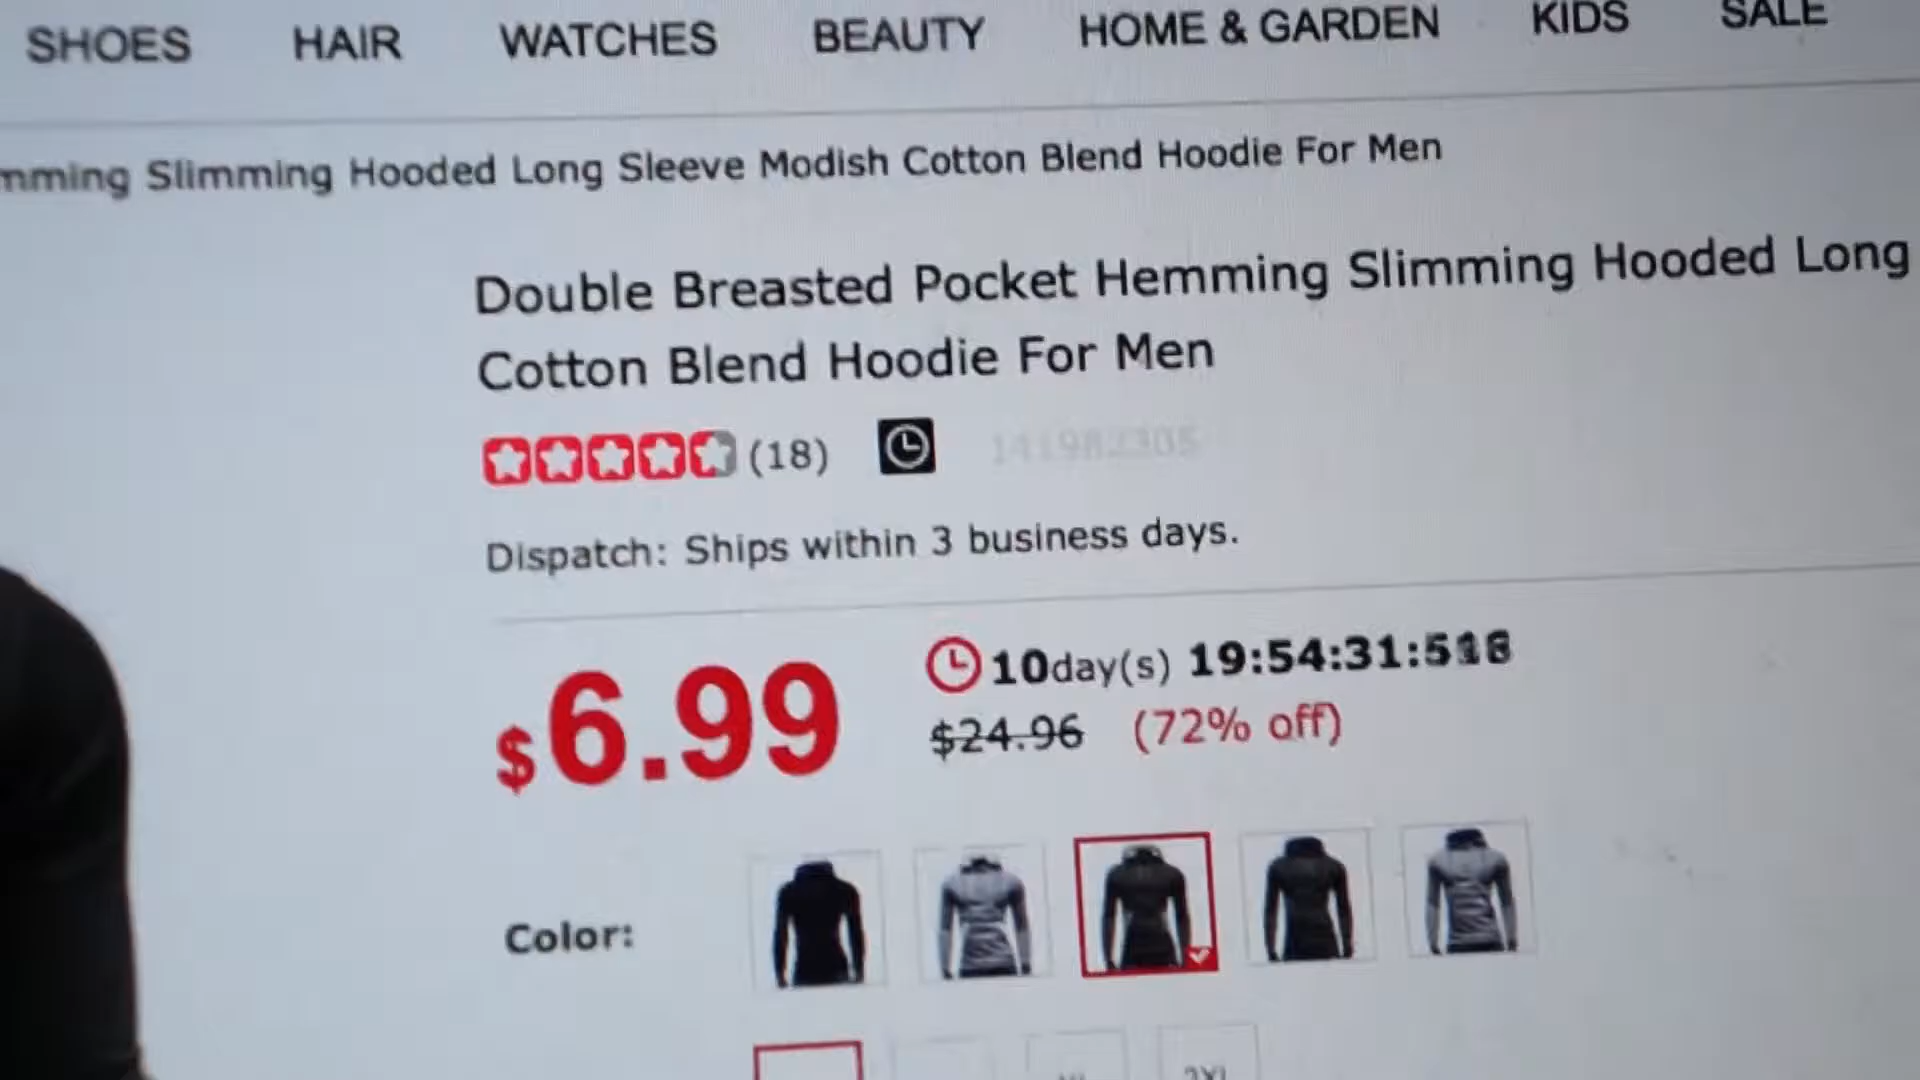 SHOES HAIR WATCHES BEAUTY HOME & GARDEN KIDS SALE
Slimming Hooded Long Sleeve Modish Cotton Blend Hoodie For Men
Double Breasted Pocket Hemming Slimming Hooded Long
Cotton Blend Hoodie For Men
(18) 141982305
Dispatch: Ships within 3 business days.
$6.99
10day(s) 19:54:31:518
$24.96 (72% off)
Color: